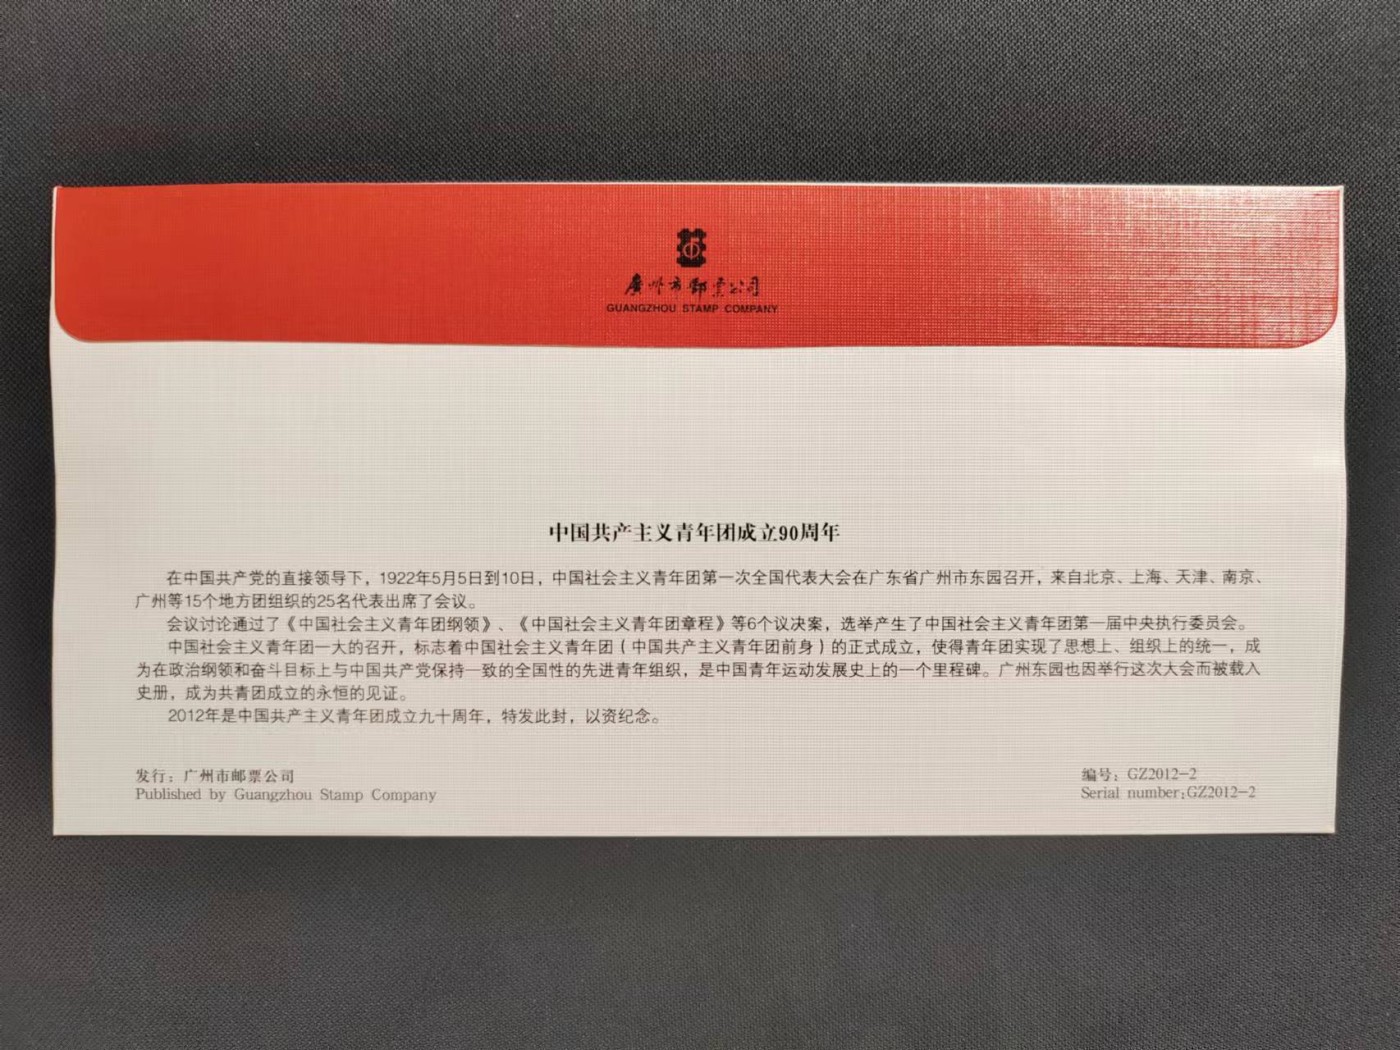 廣州市郵票公司
GUANGZHOU STAMP COMPANY
中国共产主义青年团成立90周年
在中国共产党的直接领导下，1922年5月5日到10日，中国社会主义青年团第一次全国代表大会在广东省广州市东园召开，来自北京、上海、天津、南京、
广州等15个地方团组织的25名代表出席了会议。
会议讨论通过了《中国社会主义青年团纲领》、《中国社会主义青年团章程》等6个议决案，选举产生了中国社会主义青年团第一届中央执行委员会。
中国社会主义青年团一大的召开，标志着中国社会主义青年团（中国共产主义青年团前身）的正式成立，使得青年团实现了思想上、组织上的统一，成
为在政治纲领和奋斗目标上与中国共产党保持一致的全国性的先进青年组织，是中国青年运动发展史上的一个里程碑。广州东园也因举行这次大会而被载入
史册，成为共青团成立的永恒的见证。
2012年是中国共产主义青年团成立九十周年，特发此封，以资纪念。
发行：广州市邮票公司
Published by Guangzhou Stamp Company
编号：GZ2012-2
Serial number:GZ2012-2